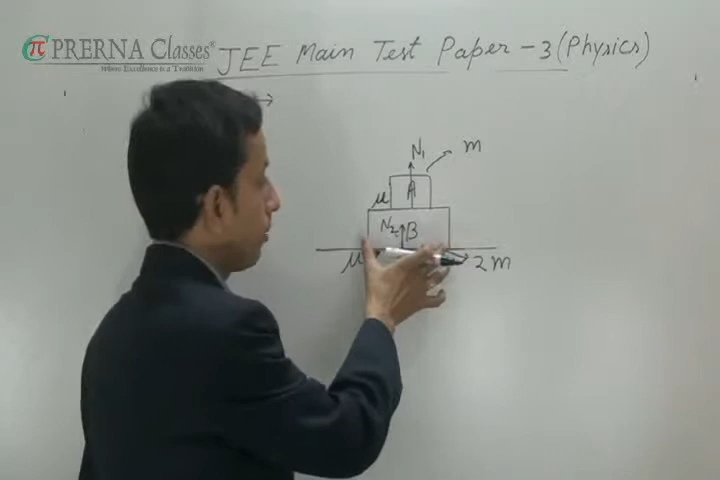 PRERNA Classes
Where Excellence is a Tradition
JEE Main Test Paper - 3 (Physics)
N₁ m
μ A
N₂ B
μ 2m